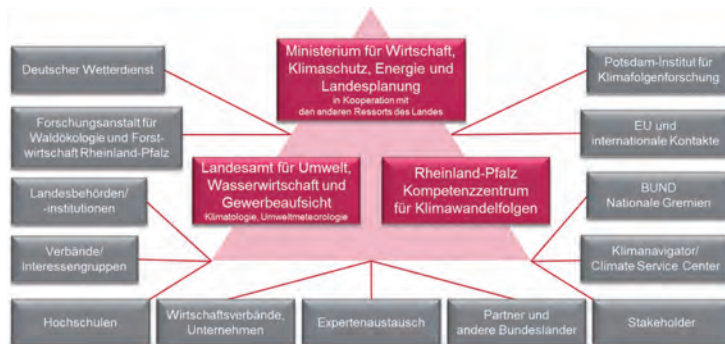 Ministerium für Wirtschaft,
Klimaschutz, Energie und
Landesplanung
in Kooperation mit
den anderen Ressorts des Landes
Deutscher Wetterdienst
Potsdam-Institut für
Klimafolgenforschung
Forschungsanstalt für
Waldökologie und Forst-
wirtschaft Rheinland-Pfalz
EU und
internationale Kontakte
Landesamt für Umwelt,
Wasserwirtschaft und
Gewerbeaufsicht
Klimatologie, Umweltmeteorologie
Rheinland-Pfalz
Kompetenzzentrum
für Klimawandelfolgen
Landesbehörden/
-institutionen
BUND
Nationale Gremien
Verbände/
Interessengruppen
Klimanavigator/
Climate Service Center
Hochschulen
Wirtschaftsverbände,
Unternehmen
Expertenaustausch
Partner und
andere Bundesländer
Stakeholder